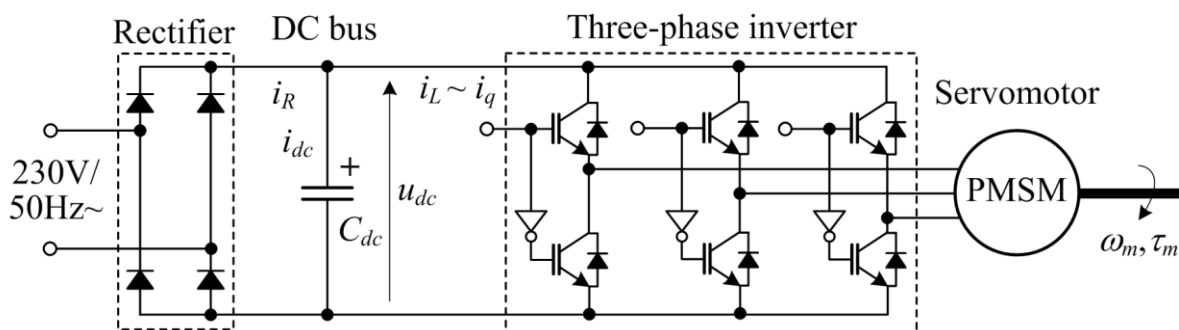 Rectifier
DC bus
Three-phase inverter
Servomotor
230V/
50Hz~
i_R
i_dc
+
C_dc
u_dc
i_L ~ i_q
PMSM
ω_m, τ_m